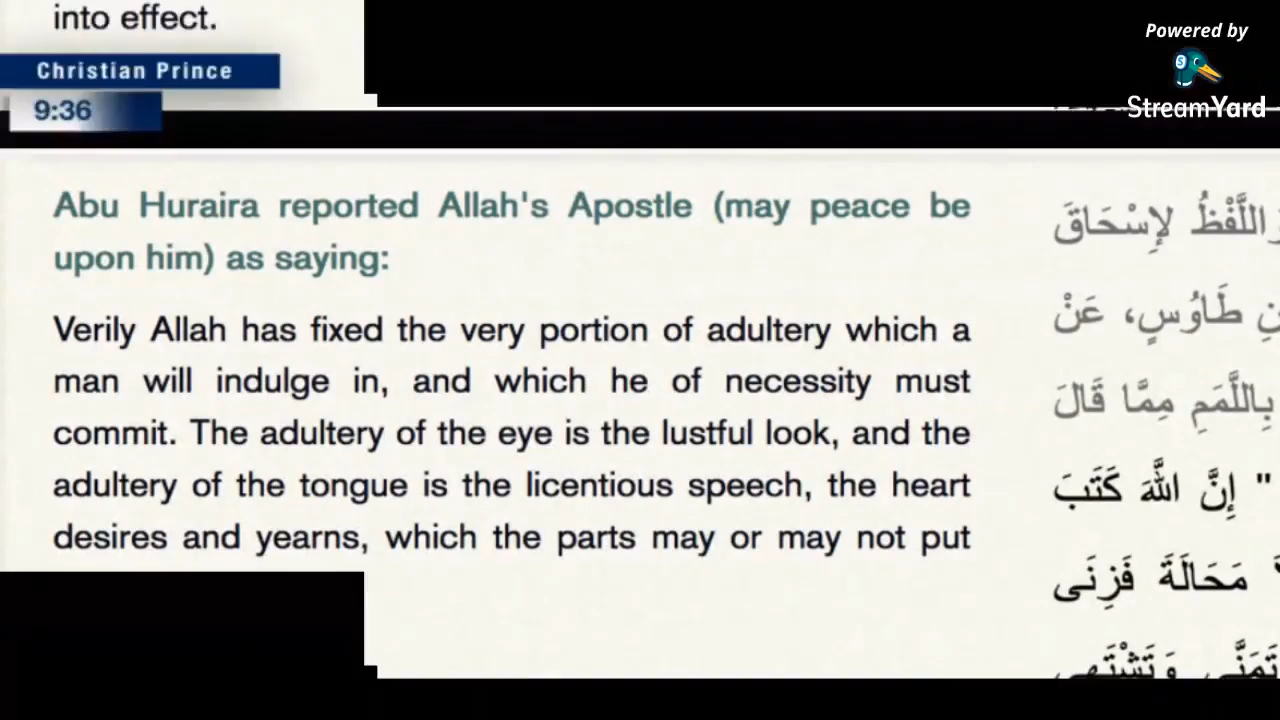 into effect.
Powered by
Christian Prince
9:36
StreamYard
Abu Huraira reported Allah's Apostle (may peace be
upon him) as saying:
Verily Allah has fixed the very portion of adultery which a
man will indulge in, and which he of necessity must
commit. The adultery of the eye is the lustful look, and the
adultery of the tongue is the licentious speech, the heart
desires and yearns, which the parts may or may not put
وَاللَّفْظُ لإِسْحَاقَ
طَاوُسٍ، عَنْ
بِاللَّمَمِ مِمَّا قَالَ
" إِنَّ اللَّهَ كَتَبَ
مَحَالَةَ فَزِنَى
وَتَشْتَهِي